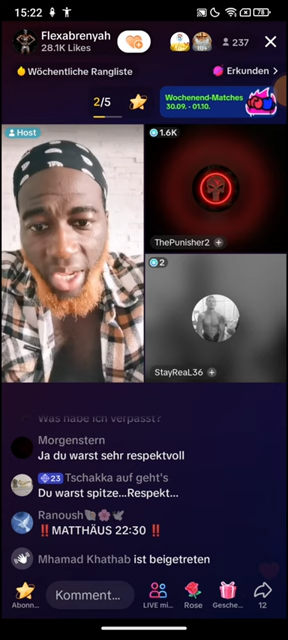 15:22
78
Flexabrenyah
28.1K Likes
237
Wöchentliche Rangliste
Erkunden >
2/5
Wochenend-Matches
30.09. - 01.10.
Host
1.6K
ThePunisher2 +
2
StayReaL36 +
Was habe ich verpasst?
Morgenstern
Ja du warst sehr respektvoll
23 Tschakka auf geht's
Du warst spitze...Respekt...
Ranoush🐚🌸🕊
‼️MATTHÄUS 22:30 ‼️
Mhamad Khathab ist beigetreten
Komment...
Abonn...
LIVE mi...
Rose
Gesche...
12